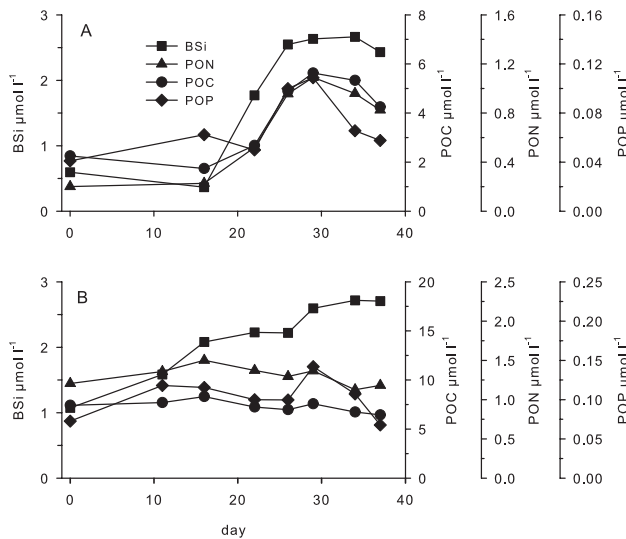 A
BSi
PON
POC
POP
3
2
1
0
BSi µmol l⁻¹
8
6
4
2
0
POC µmol l⁻¹
1.6
1.2
0.8
0.4
0.0
PON µmol l⁻¹
0.16
0.12
0.08
0.04
0.00
POP µmol l⁻¹
0 10 20 30 40
B
3
2
1
0
BSi µmol l⁻¹
20
15
10
5
0
POC µmol l⁻¹
2.5
2.0
1.5
1.0
0.5
0.0
PON µmol l⁻¹
0.25
0.20
0.15
0.10
0.05
0.00
POP µmol l⁻¹
0 10 20 30 40
day